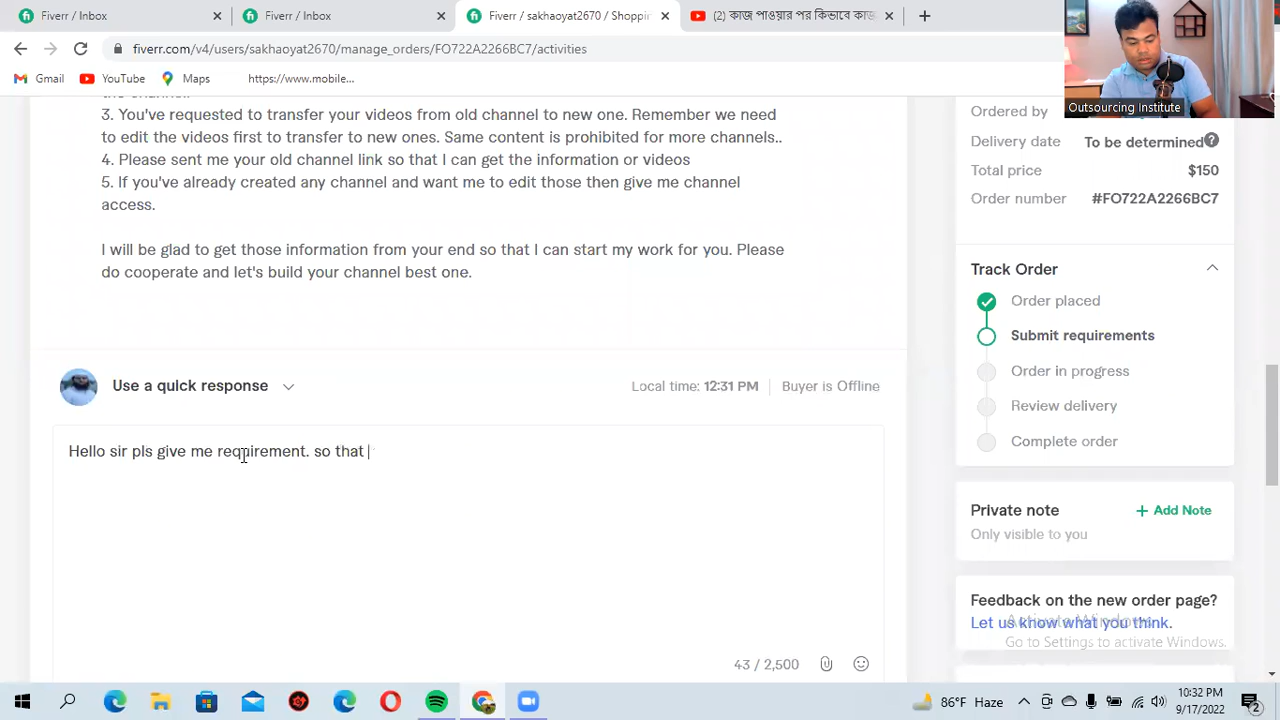 Fiverr / Inbox
Fiverr / Inbox
Fiverr / sakhaoyat2670 / Shoppin
(2) কাজ পাওয়ার পর কিভাবে কাজ
fiverr.com/v4/users/sakhaoyat2670/manage_orders/FO722A2266BC7/activities
Gmail
YouTube
Maps
https://www.mobile...
Outsourcing Institute
3. You've requested to transfer your videos from old channel to new one. Remember we need
to edit the videos first to transfer to new ones. Same content is prohibited for more channels..
4. Please sent me your old channel link so that I can get the information or videos
5. If you've already created any channel and want me to edit those then give me channel
access.
I will be glad to get those information from your end so that I can start my work for you. Please
do cooperate and let's build your channel best one.
Use a quick response
Local time: 12:31 PM
Buyer is Offline
Hello sir pls give me requirement. so that
43 / 2,500
Ordered by
Delivery date
To be determined
Total price
$150
Order number
#FO722A2266BC7
Track Order
Order placed
Submit requirements
Order in progress
Review delivery
Complete order
Private note
+ Add Note
Only visible to you
Feedback on the new order page?
Let us know what you think.
Activate Windows
Go to Settings to activate Windows.
86°F Haze
10:32 PM
9/17/2022
2